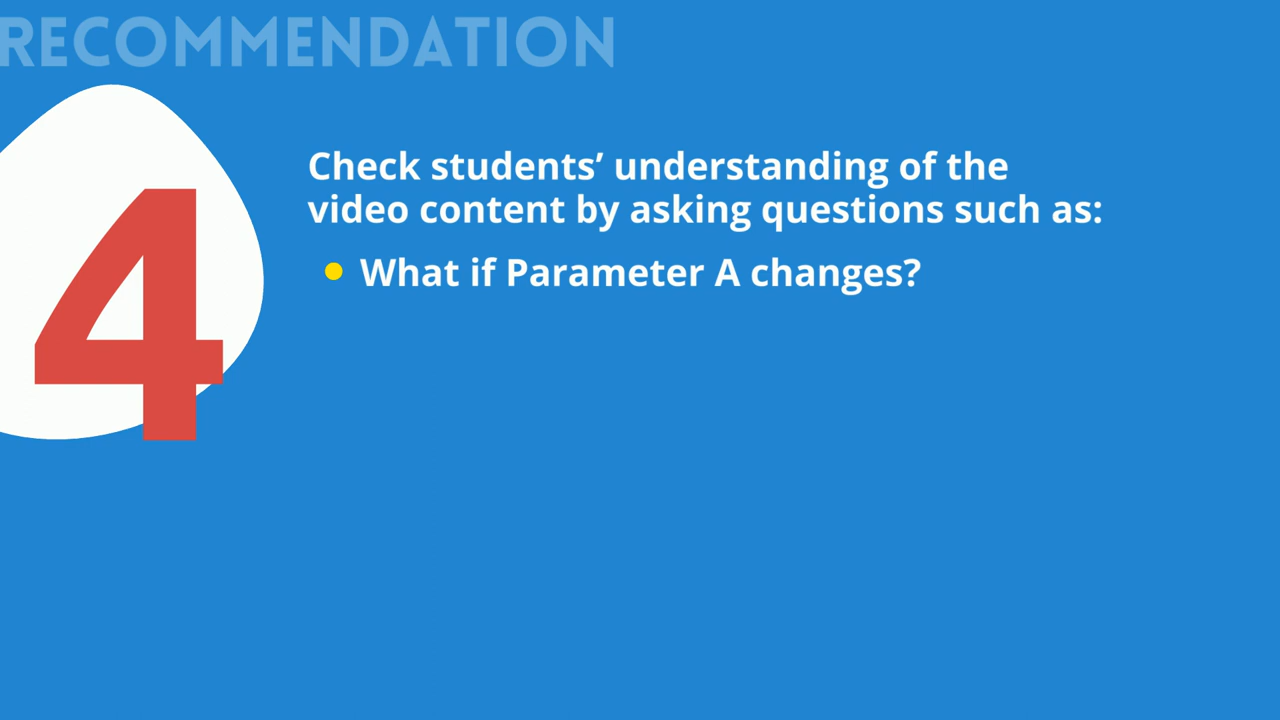 RECOMMENDATION
4
Check students’ understanding of the
video content by asking questions such as:
What if Parameter A changes?